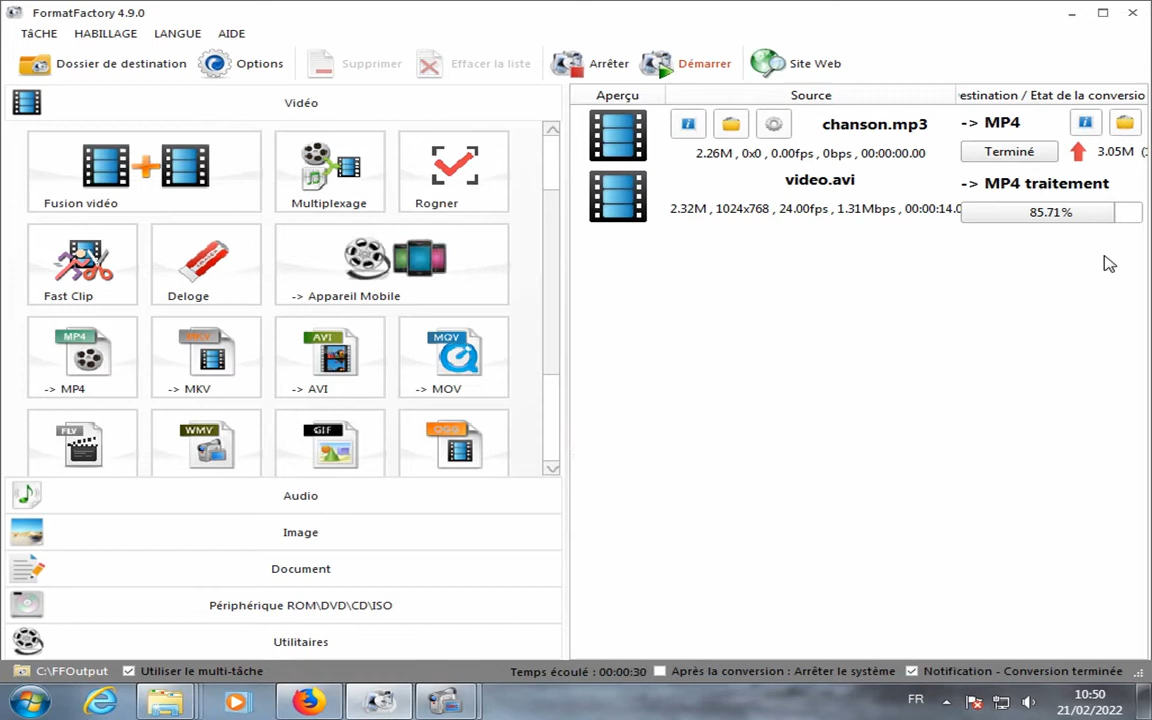 FormatFactory 4.9.0
TâCHE HABILLAGE LANGUE AIDE
Dossier de destination Options Supprimer Effacer la liste Arrêter Démarrer Site Web
Vidéo
Fusion vidéo
Multiplexage
Rogner
Fast Clip
Deloge
-> Appareil Mobile
MP4
-> MP4
MKV
-> MKV
AVI
-> AVI
MOV
-> MOV
FLV
WMV
GIF
OGG
Audio
Image
Document
Périphérique ROM\DVD\CD\ISO
Utilitaires
Aperçu Source estination / Etat de la conversio
chanson.mp3 -> MP4
2.26M , 0x0 , 0.00fps , 0bps , 00:00:00.00 Terminé 3.05M
video.avi -> MP4 traitement
2.32M , 1024x768 , 24.00fps , 1.31Mbps , 00:00:14.0 85.71%
C:\FFOutput Utiliser le multi-tâche Temps écoulé : 00:00:30 Après la conversion : Arrêter le système Notification - Conversion terminée
FR 10:50
21/02/2022